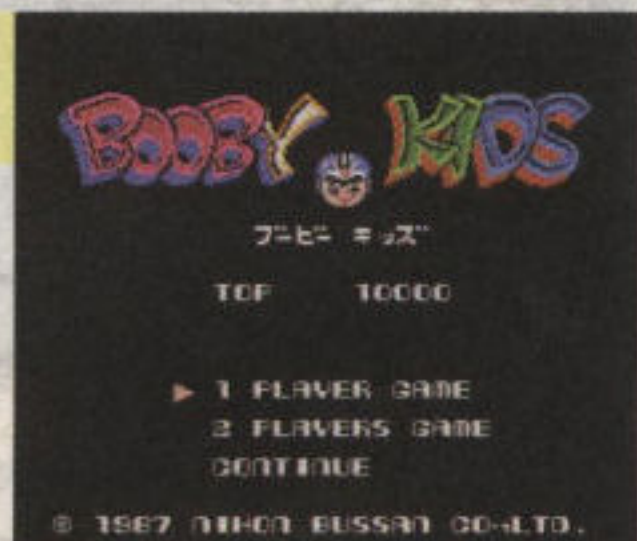 BOOBY KIDS
ブービー キッズ
TOP 10000
▶ 1 PLAYER GAME
2 PLAYERS GAME
CONTINUE
© 1987 NIHON BUSSAN CO.,LTD.